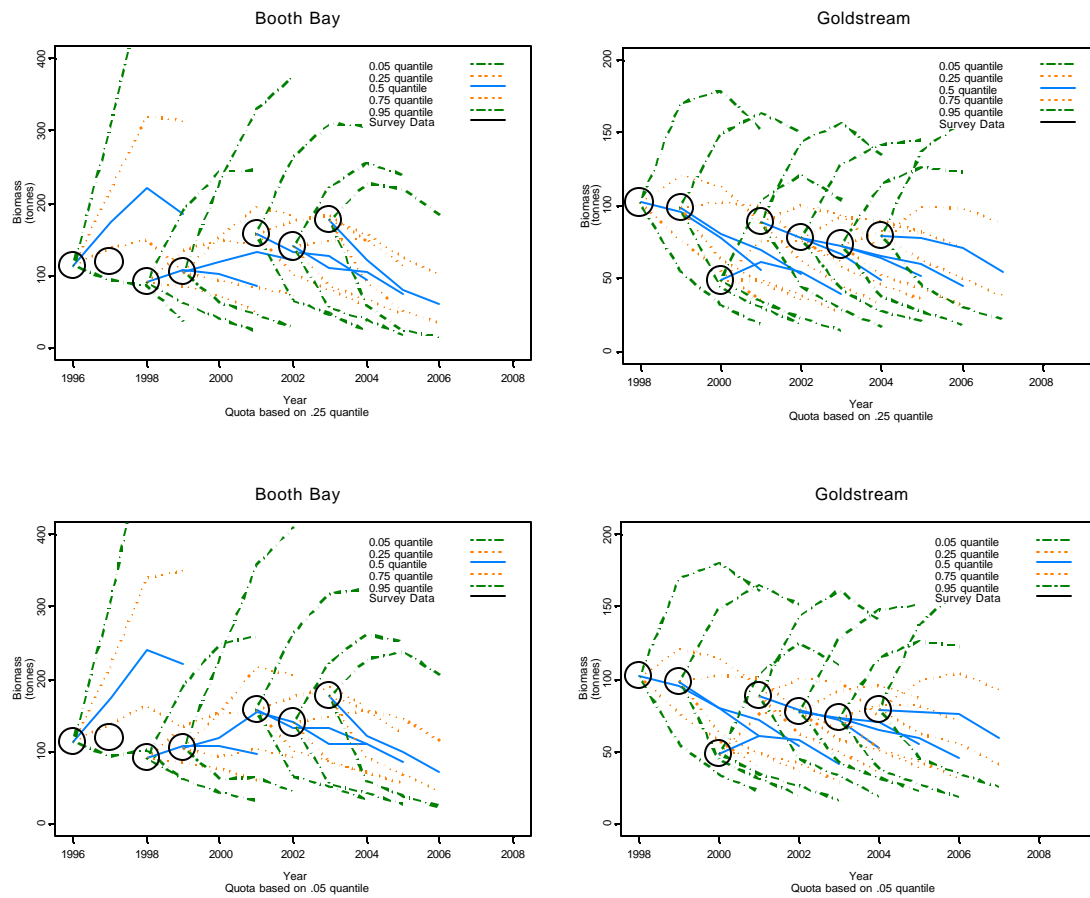 Booth Bay
400
300
200
100
0
Biomass
(tonnes)
0.05 quantile
0.25 quantile
0.5 quantile
0.75 quantile
0.95 quantile
Survey Data
1996
1998
2000
2002
2004
2006
2008
Year
Quota based on .25 quantile
Goldstream
200
150
100
50
0
Biomass
(tonnes)
0.05 quantile
0.25 quantile
0.5 quantile
0.75 quantile
0.95 quantile
Survey Data
1998
2000
2002
2004
2006
2008
Year
Quota based on .25 quantile
Booth Bay
400
300
200
100
0
Biomass
(tonnes)
0.05 quantile
0.25 quantile
0.5 quantile
0.75 quantile
0.95 quantile
Survey Data
1996
1998
2000
2002
2004
2006
2008
Year
Quota based on .05 quantile
Goldstream
200
150
100
50
0
Biomass
(tonnes)
0.05 quantile
0.25 quantile
0.5 quantile
0.75 quantile
0.95 quantile
Survey Data
1998
2000
2002
2004
2006
2008
Year
Quota based on .05 quantile